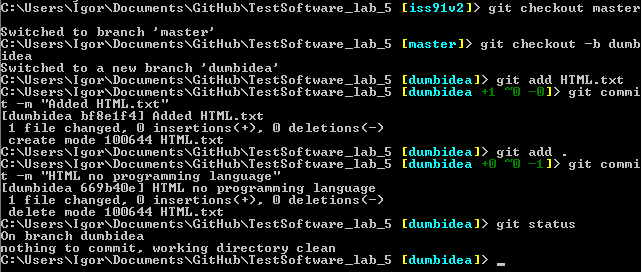 C:\Users\Igor\Documents\GitHub\TestSoftware_lab_5 [iss91v2]> git checkout master
Switched to branch 'master'
C:\Users\Igor\Documents\GitHub\TestSoftware_lab_5 [master]> git checkout -b dumb
idea
Switched to a new branch 'dumbidea'
C:\Users\Igor\Documents\GitHub\TestSoftware_lab_5 [dumbidea]> git add HTML.txt
C:\Users\Igor\Documents\GitHub\TestSoftware_lab_5 [dumbidea +1 ~0 -0]> git commi
t -m "Added HTML.txt"
[dumbidea bf8e1f4] Added HTML.txt
1 file changed, 0 insertions(+), 0 deletions(-)
create mode 100644 HTML.txt
C:\Users\Igor\Documents\GitHub\TestSoftware_lab_5 [dumbidea]> git add .
C:\Users\Igor\Documents\GitHub\TestSoftware_lab_5 [dumbidea +0 ~0 -1]> git commi
t -m "HTML no programming language"
[dumbidea 669b40e] HTML no programming language
1 file changed, 0 insertions(+), 0 deletions(-)
delete mode 100644 HTML.txt
C:\Users\Igor\Documents\GitHub\TestSoftware_lab_5 [dumbidea]> git status
On branch dumbidea
nothing to commit, working directory clean
C:\Users\Igor\Documents\GitHub\TestSoftware_lab_5 [dumbidea]> _